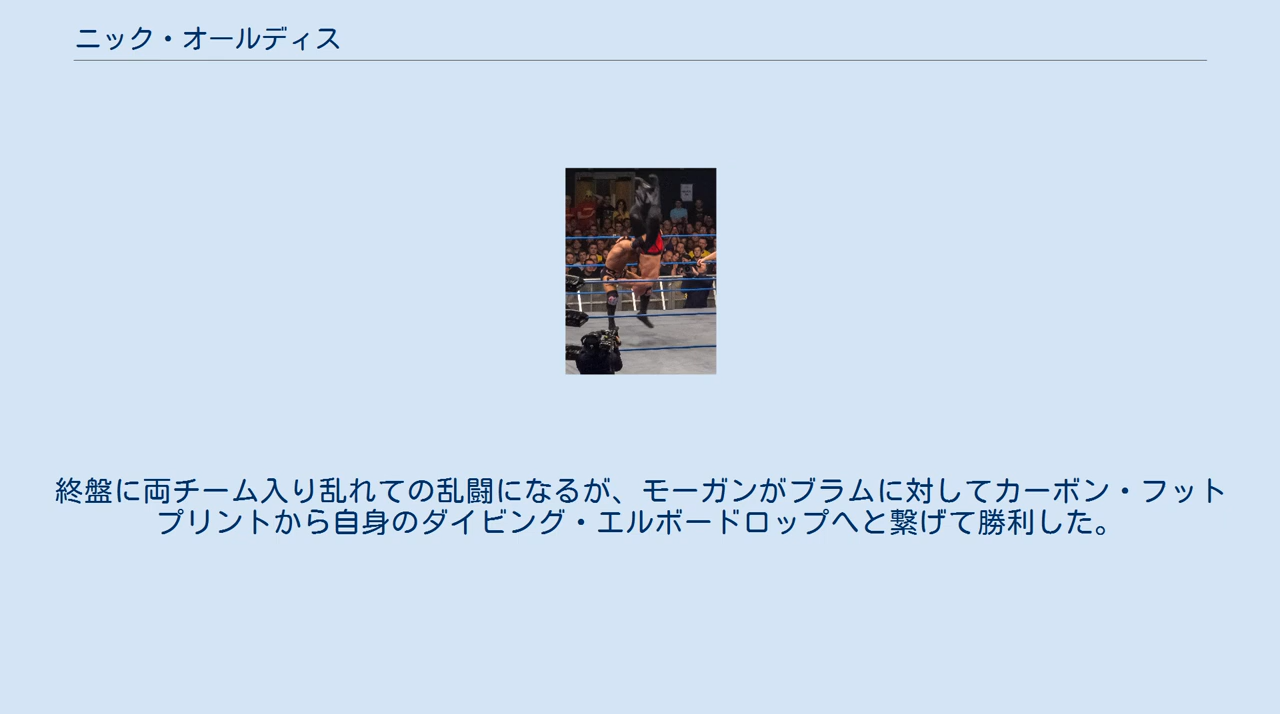 ニック・オールディス
終盤に両チーム入り乱れての乱闘になるが、モーガンがブラムに対してカーボン・フット
プリントから自身のダイビング・エルボードロップへと繋げて勝利した。